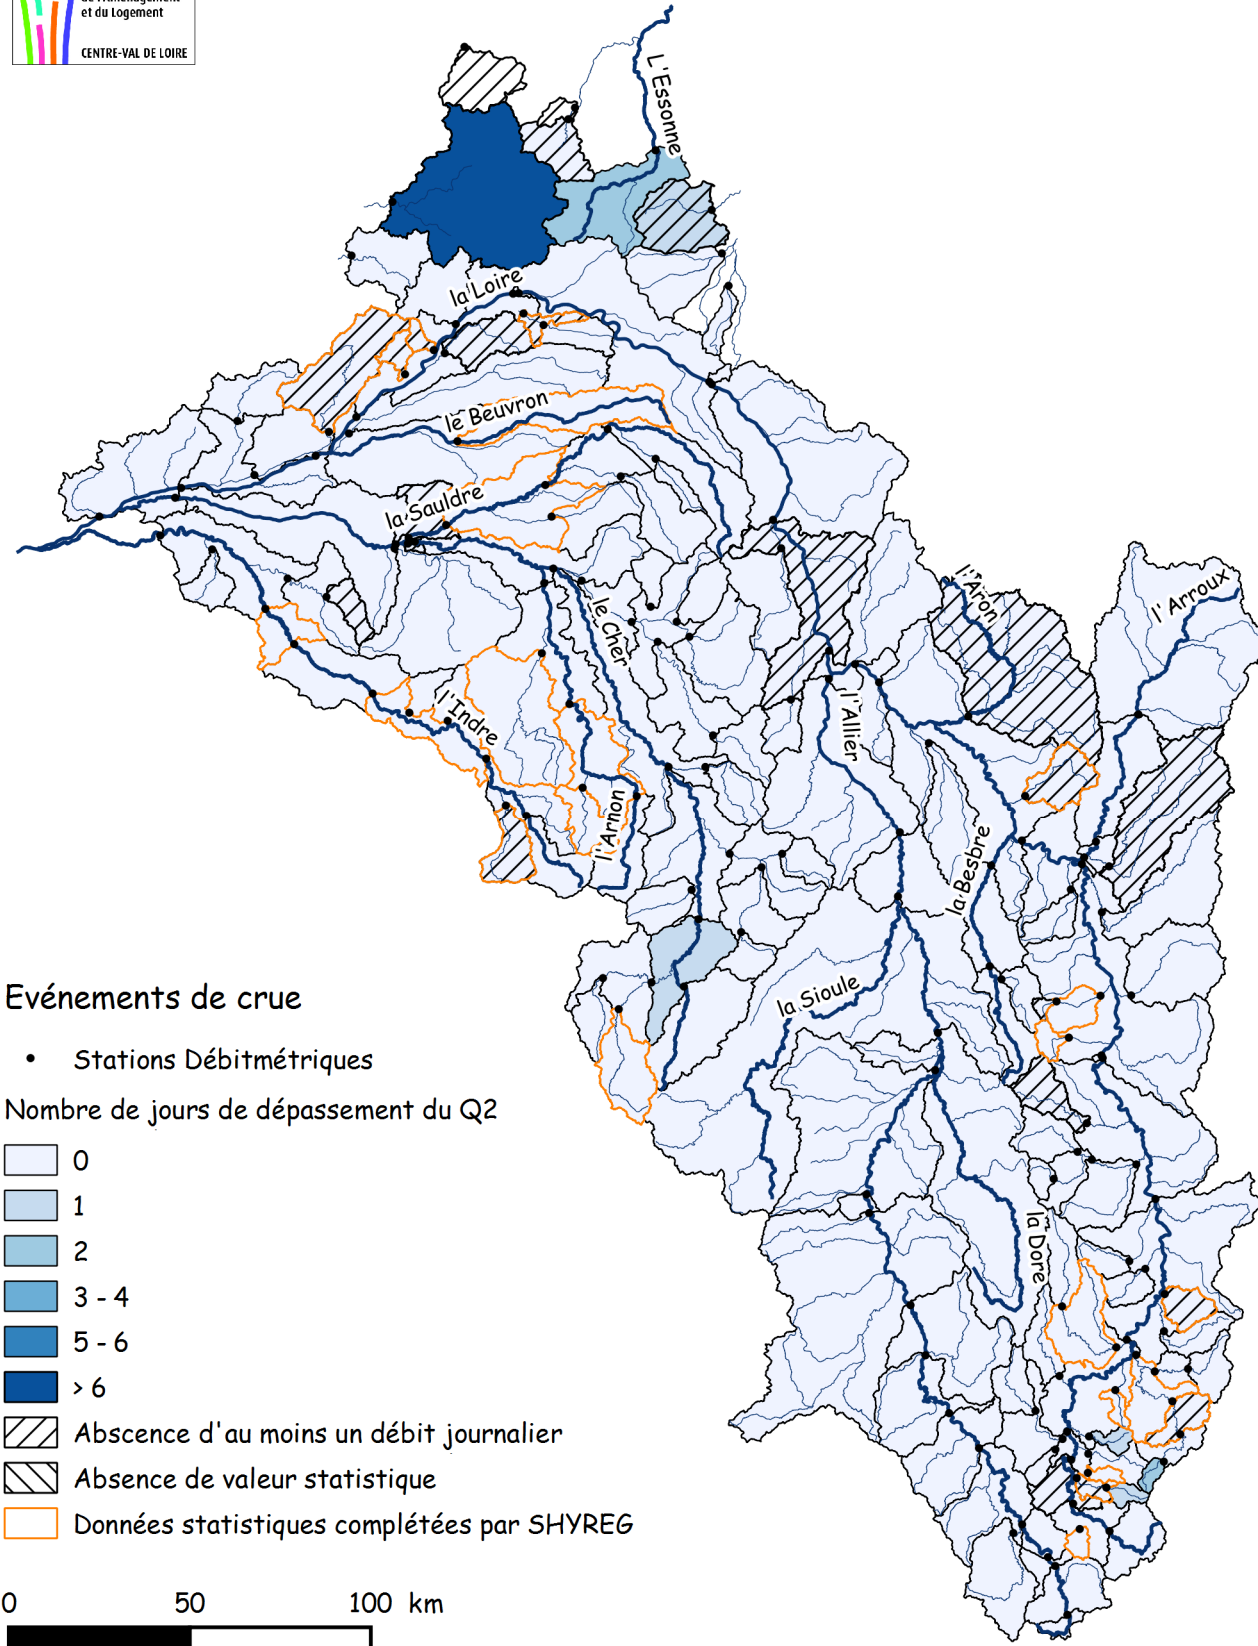 de l'Aménagement
et du Logement
CENTRE-VAL DE LOIRE
L'Essonne
la Loire
le Beuvron
la Sauldre
le Cher
l'Aron
l'Arroux
l'Indre
l'Allier
l'Arnon
la Besbre
la Sioule
la Dore
Evénements de crue
Stations Débitmétriques
Nombre de jours de dépassement du Q2
0
1
2
3 - 4
5 - 6
> 6
Abscence d'au moins un débit journalier
Absence de valeur statistique
Données statistiques complétées par SHYREG
0 50 100 km